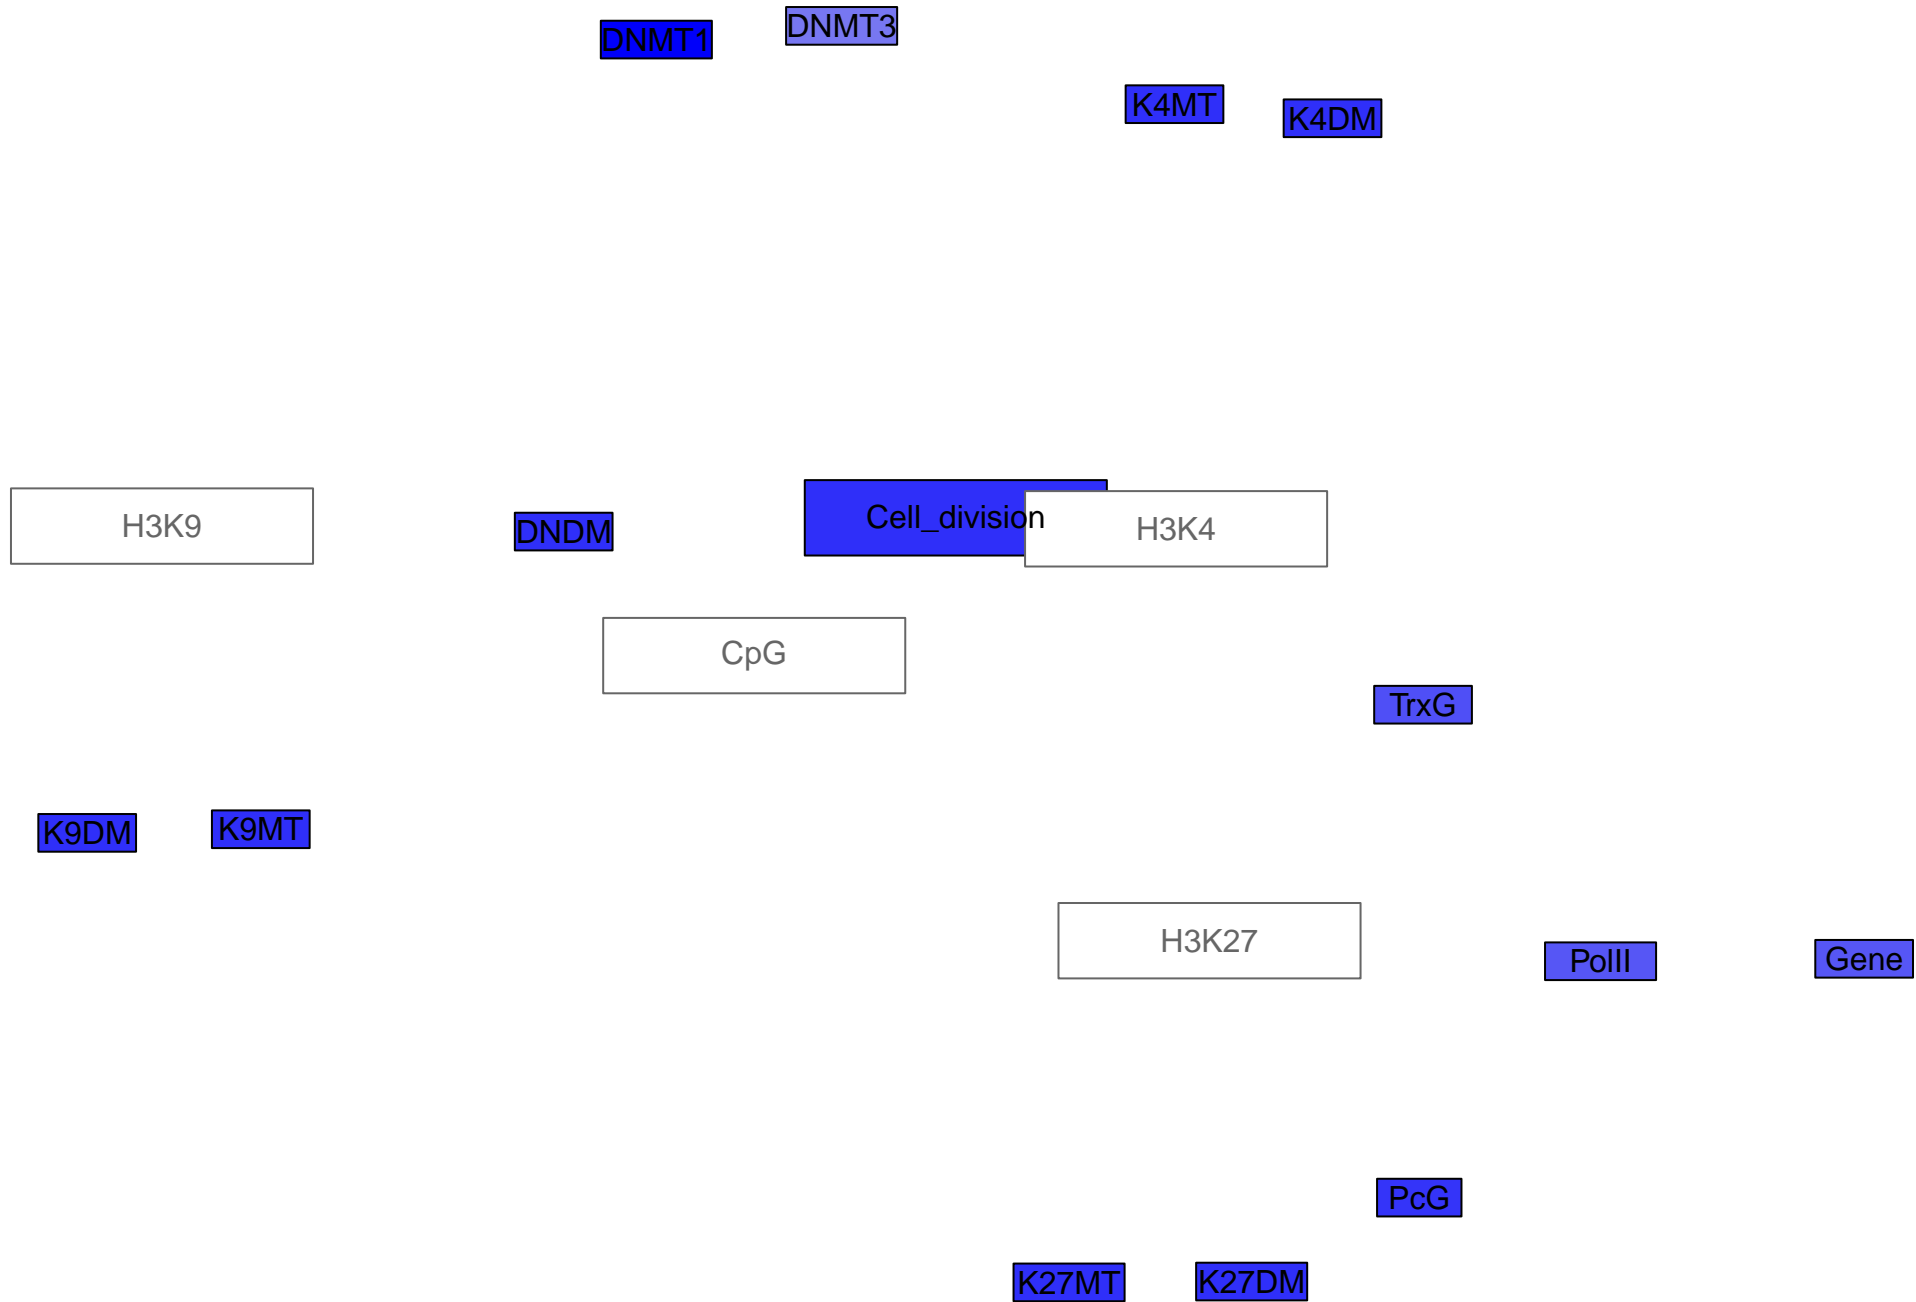 DNMT1
DNMT3
K4MT
K4DM
H3K9
DNDM
Cell_division
H3K4
CpG
TrxG
K9DM
K9MT
H3K27
PolII
Gene
PcG
K27MT
K27DM